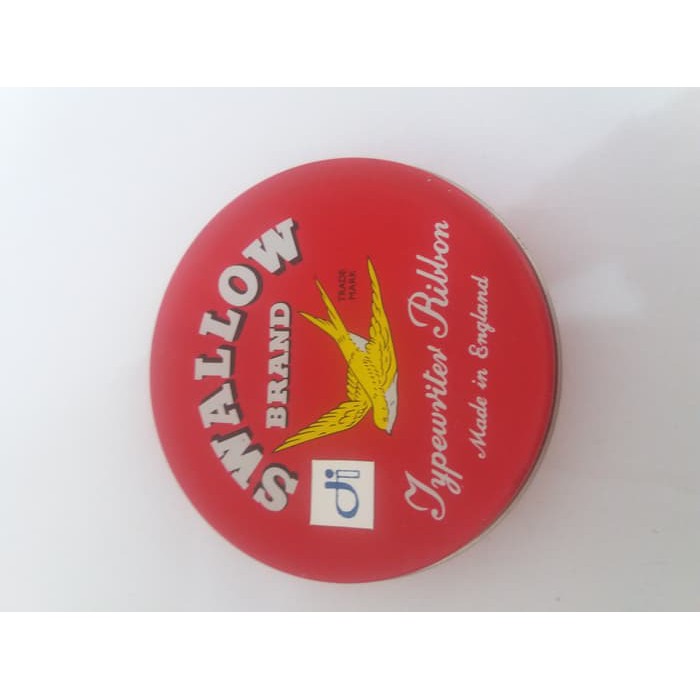 SWALLOW
BRAND
TRADE
MARK
Typewriter Ribbon
Made in England